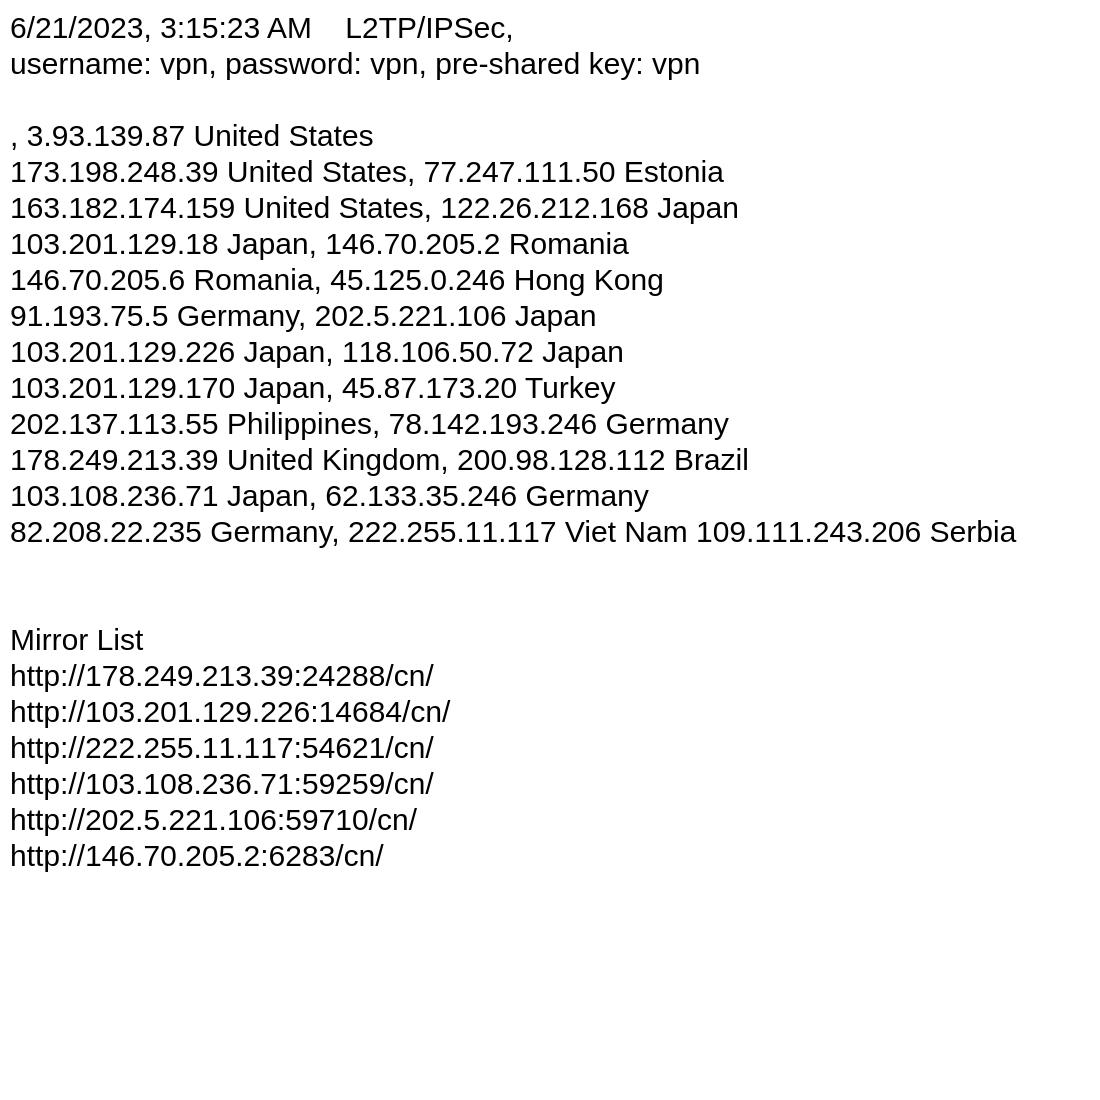 6/21/2023, 3:15:23 AM    L2TP/IPSec,
username: vpn, password: vpn, pre-shared key: vpn
, 3.93.139.87 United States
173.198.248.39 United States, 77.247.111.50 Estonia
163.182.174.159 United States, 122.26.212.168 Japan
103.201.129.18 Japan, 146.70.205.2 Romania
146.70.205.6 Romania, 45.125.0.246 Hong Kong
91.193.75.5 Germany, 202.5.221.106 Japan
103.201.129.226 Japan, 118.106.50.72 Japan
103.201.129.170 Japan, 45.87.173.20 Turkey
202.137.113.55 Philippines, 78.142.193.246 Germany
178.249.213.39 United Kingdom, 200.98.128.112 Brazil
103.108.236.71 Japan, 62.133.35.246 Germany
82.208.22.235 Germany, 222.255.11.117 Viet Nam 109.111.243.206 Serbia
Mirror List
http://178.249.213.39:24288/cn/
http://103.201.129.226:14684/cn/
http://222.255.11.117:54621/cn/
http://103.108.236.71:59259/cn/
http://202.5.221.106:59710/cn/
http://146.70.205.2:6283/cn/